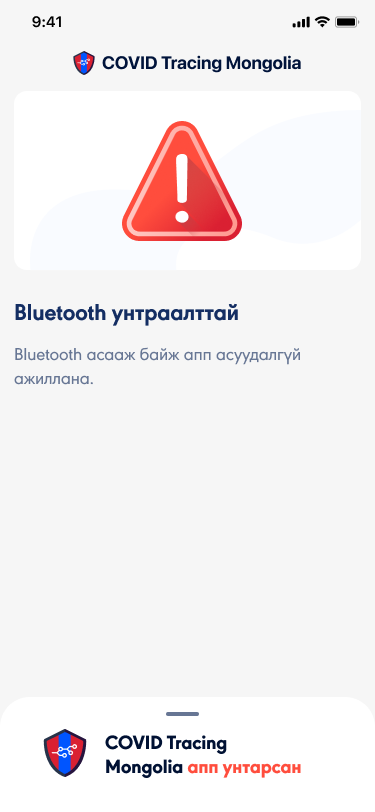 9:41
COVID Tracing Mongolia
Bluetooth унтраалттай
Bluetooth асааж байж апп асуудалгүй
ажиллана.
COVID Tracing
Mongolia апп унтарсан